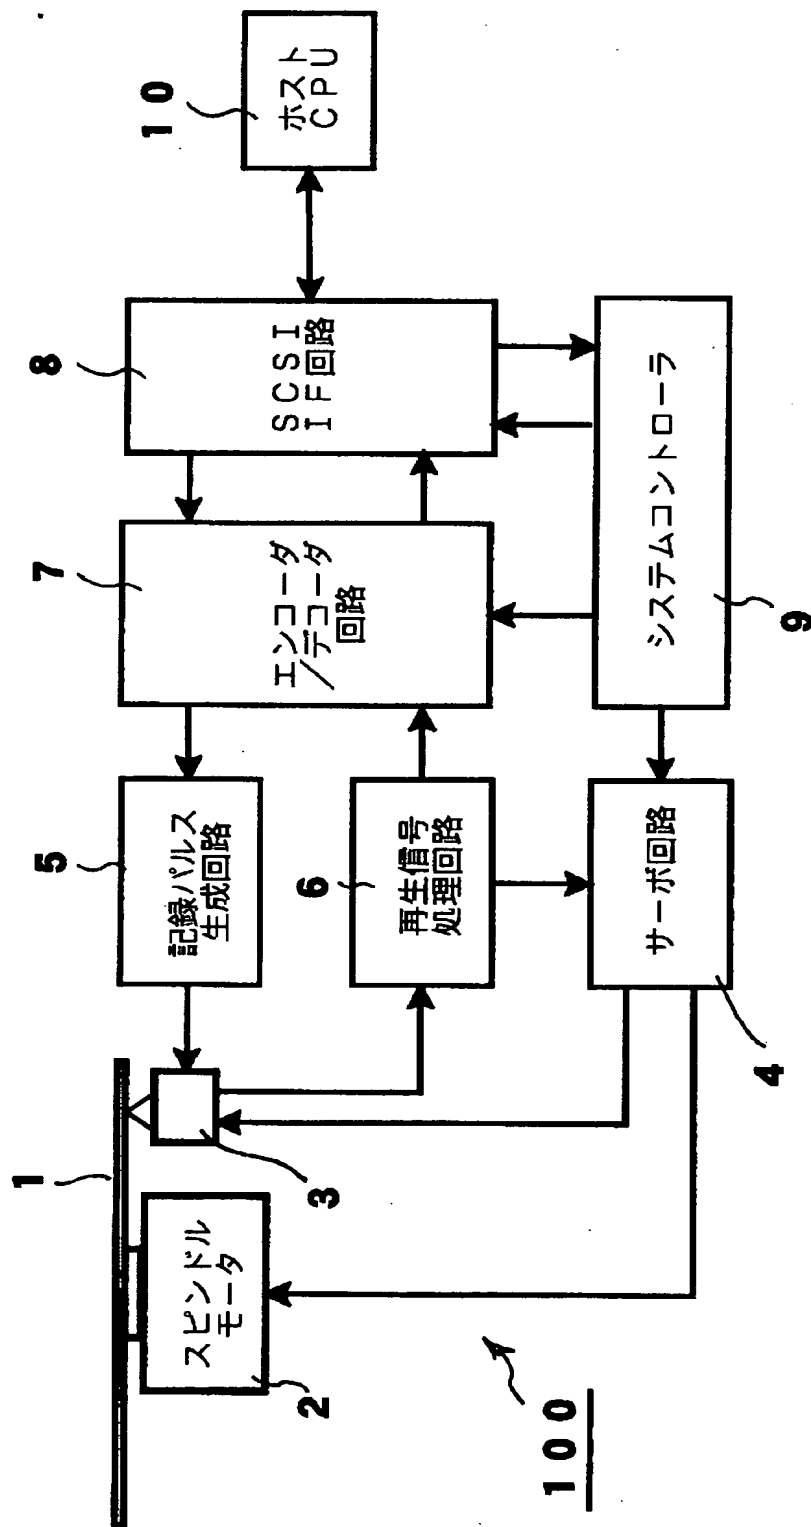 1
スピンドル
モータ
2
3
5
記録パルス
生成回路
6
再生信号
処理回路
サーボ回路
4
7
エンコーダ
/デコーダ
回路
8
SCSI
IF回路
システムコントローラ
9
10
ホスト
CPU
100